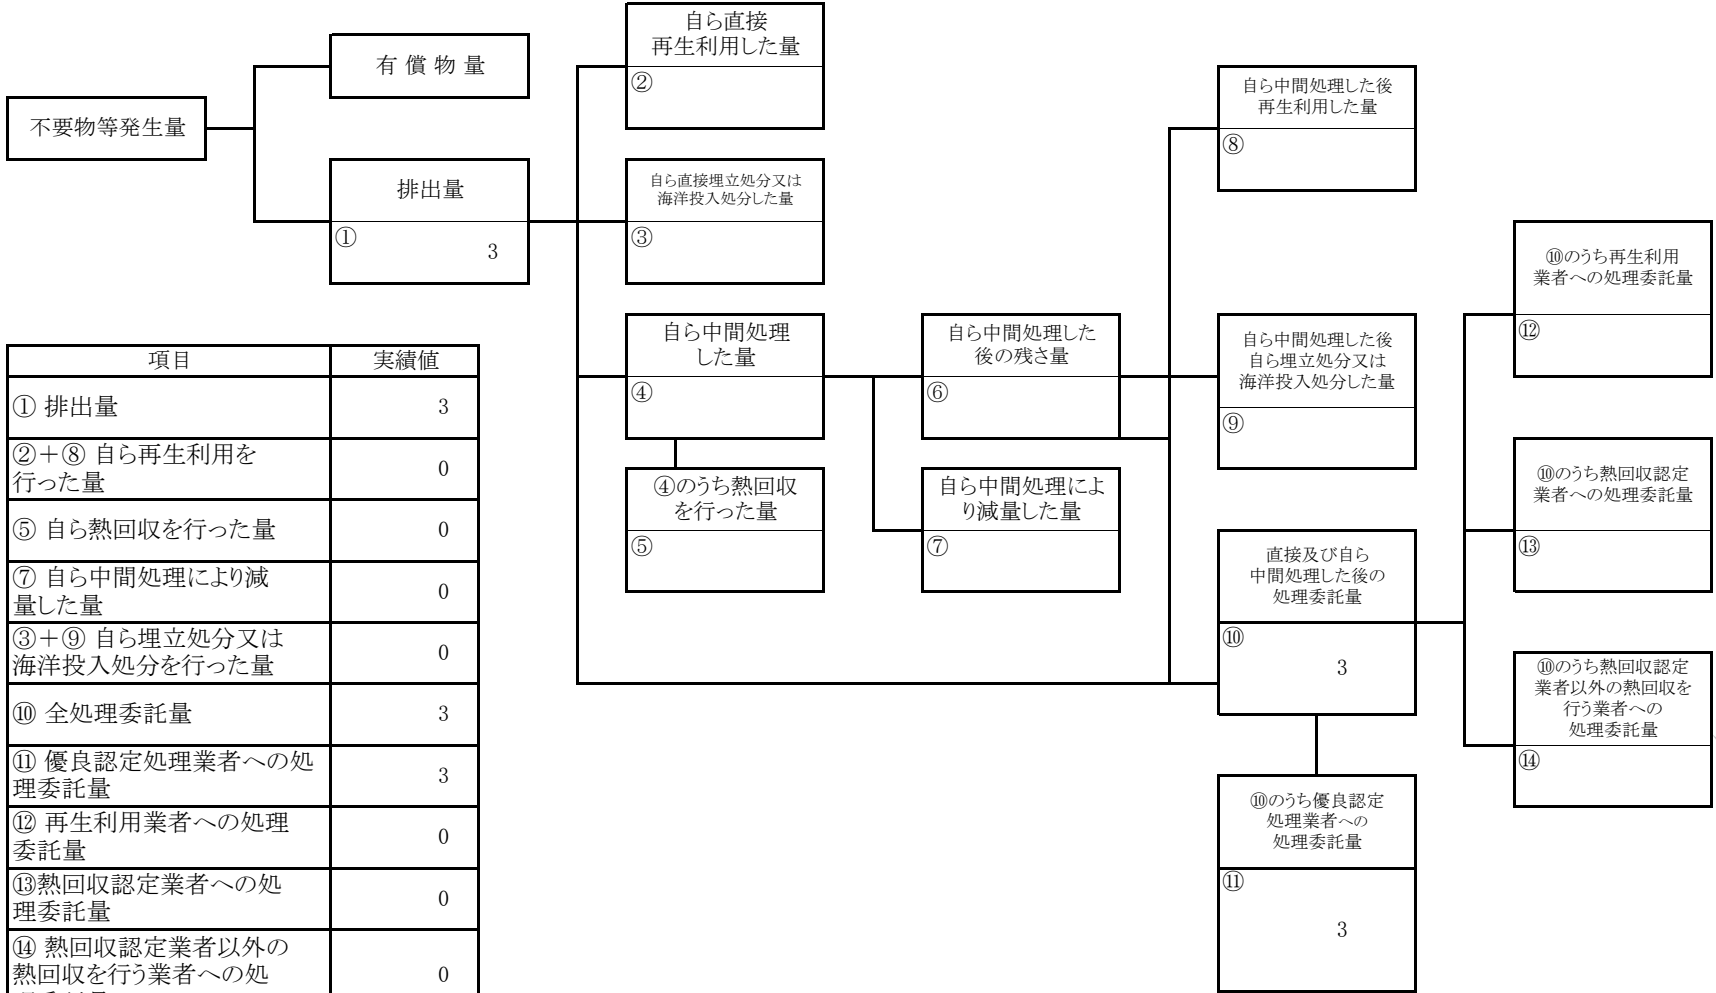 自ら直接
再生利用した量
②
有 償 物 量
不要物等発生量
排出量
①
3
自ら直接埋立処分又は
海洋投入処分した量
③
自ら中間処理
した量
④
④のうち熱回収
を行った量
⑤
自ら中間処理した
後の残さ量
⑥
自ら中間処理によ
り減量した量
⑦
自ら中間処理した後
再生利用した量
⑧
自ら中間処理した後
自ら埋立処分又は
海洋投入処分した量
⑨
直接及び自ら
中間処理した後の
処理委託量
⑩
3
⑩のうち優良認定
処理業者への
処理委託量
⑪
3
⑩のうち再生利用
業者への処理委託量
⑫
⑩のうち熱回収認定
業者への処理委託量
⑬
⑩のうち熱回収認定
業者以外の熱回収を
行う業者への
処理委託量
⑭
項目 実績値
① 排出量 3
②＋⑧ 自ら再生利用を
行った量 0
⑤ 自ら熱回収を行った量 0
⑦ 自ら中間処理により減
量した量 0
③＋⑨ 自ら埋立処分又は
海洋投入処分を行った量 0
⑩ 全処理委託量 3
⑪ 優良認定処理業者への処
理委託量 3
⑫ 再生利用業者への処理
委託量 0
⑬熱回収認定業者への処
理委託量 0
⑭ 熱回収認定業者以外の
熱回収を行う業者への処 0